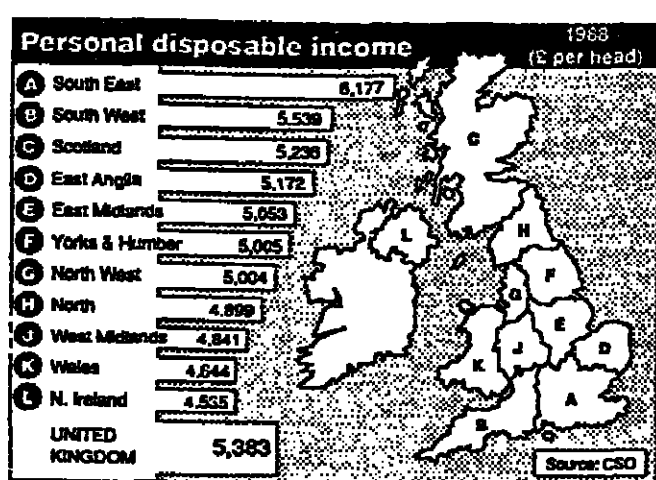 Personal disposable income
1988
(£ per head)
A South East 6,177
B South West 5,539
C Scotland 5,236
D East Anglia 5,172
E East Midlands 5,053
F Yorks & Humber 5,005
G North West 5,004
H North 4,899
J West Midlands 4,841
K Wales 4,644
L N. Ireland 4,535
UNITED
KINGDOM 5,383
C
L
H
F
G
E
J
D
K
A
B
Source: CSO